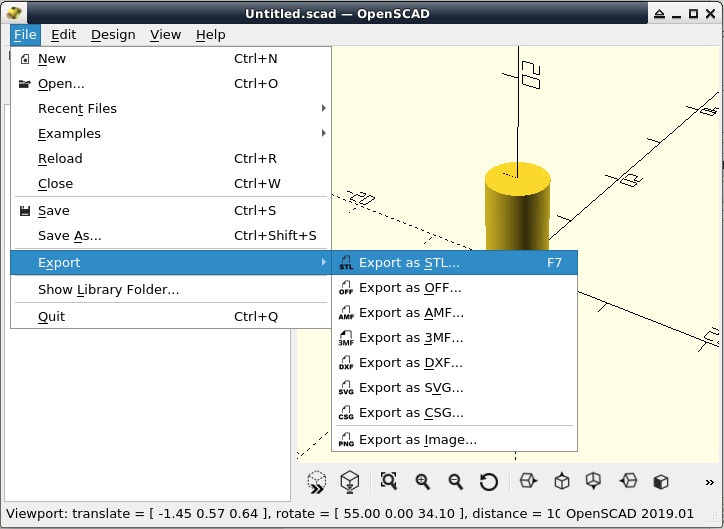 Untitled.scad — OpenSCAD
File Edit Design View Help
New Ctrl+N
Open... Ctrl+O
Recent Files
Examples
Reload Ctrl+R
Close Ctrl+W
Save Ctrl+S
Save As... Ctrl+Shift+S
Export
Show Library Folder...
Quit Ctrl+Q
STL Export as STL... F7
OFF Export as OFF...
AMF Export as AMF...
3MF Export as 3MF...
DXF Export as DXF...
SVG Export as SVG...
CSG Export as CSG...
PNG Export as Image...
20
Viewport: translate = [ -1.45 0.57 0.64 ], rotate = [ 55.00 0.00 34.10 ], distance = 1 OpenSCAD 2019.01